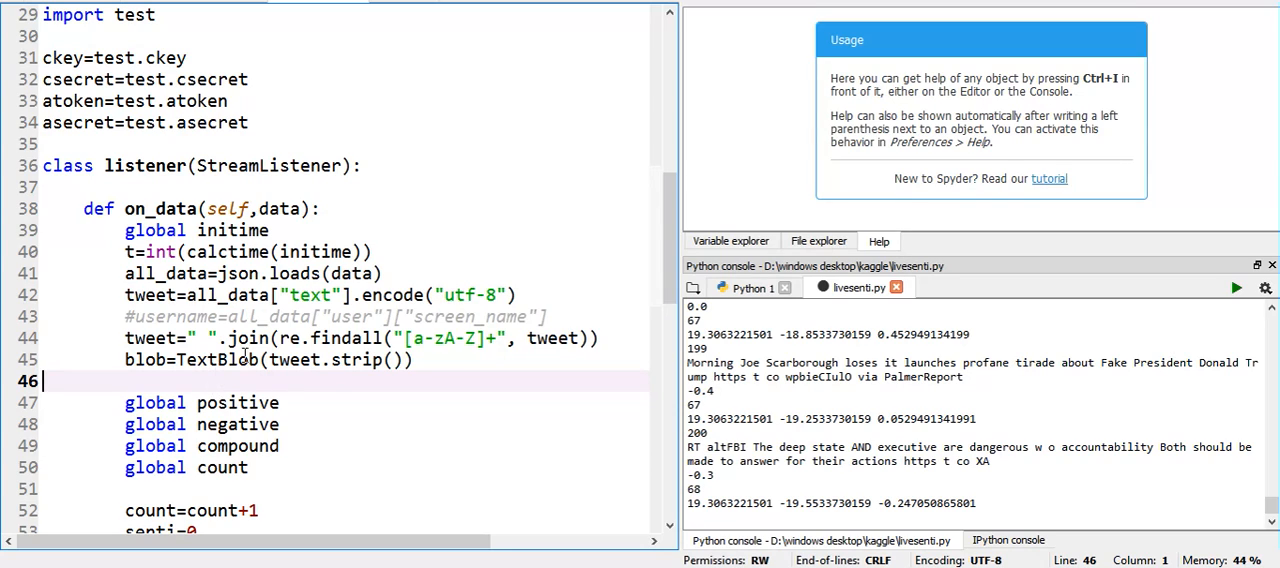 29 import test
30
31 ckey=test.ckey
32 csecret=test.csecret
33 atoken=test.atoken
34 asecret=test.asecret
35
36 class listener(StreamListener):
37
38 def on_data(self,data):
39 global initime
40 t=int(calctime(initime))
41 all_data=json.loads(data)
42 tweet=all_data["text"].encode("utf-8")
43 #username=all_data["user"]["screen_name"]
44 tweet=" ".join(re.findall("[a-zA-Z]+", tweet))
45 blob=TextBlob(tweet.strip())
46
47 global positive
48 global negative
49 global compound
50 global count
51
52 count=count+1
53 senti=0
Usage
Here you can get help of any object by pressing Ctrl+I in
front of it, either on the Editor or the Console.
Help can also be shown automatically after writing a left
parenthesis next to an object. You can activate this
behavior in Preferences > Help.
New to Spyder? Read our tutorial
Variable explorer File explorer Help
Python console - D:\windows desktop\kaggle\livesenti.py
Python 1 livesenti.py
0.0
67
19.3063221501 -18.8533730159 0.452949134199
199
Morning Joe Scarborough loses it launches profane tirade about Fake President Donald Tr
ump https t co wpbieCIulO via PalmerReport
-0.4
67
19.3063221501 -19.2533730159 0.0529491341991
200
RT altFBI The deep state AND executive are dangerous w o accountability Both should be
made to answer for their actions https t co XA
-0.3
68
19.3063221501 -19.5533730159 -0.247050865801
Python console - D:\windows desktop\kaggle\livesenti.py IPython console
Permissions: RW End-of-lines: CRLF Encoding: UTF-8 Line: 46 Column: 1 Memory: 44 %